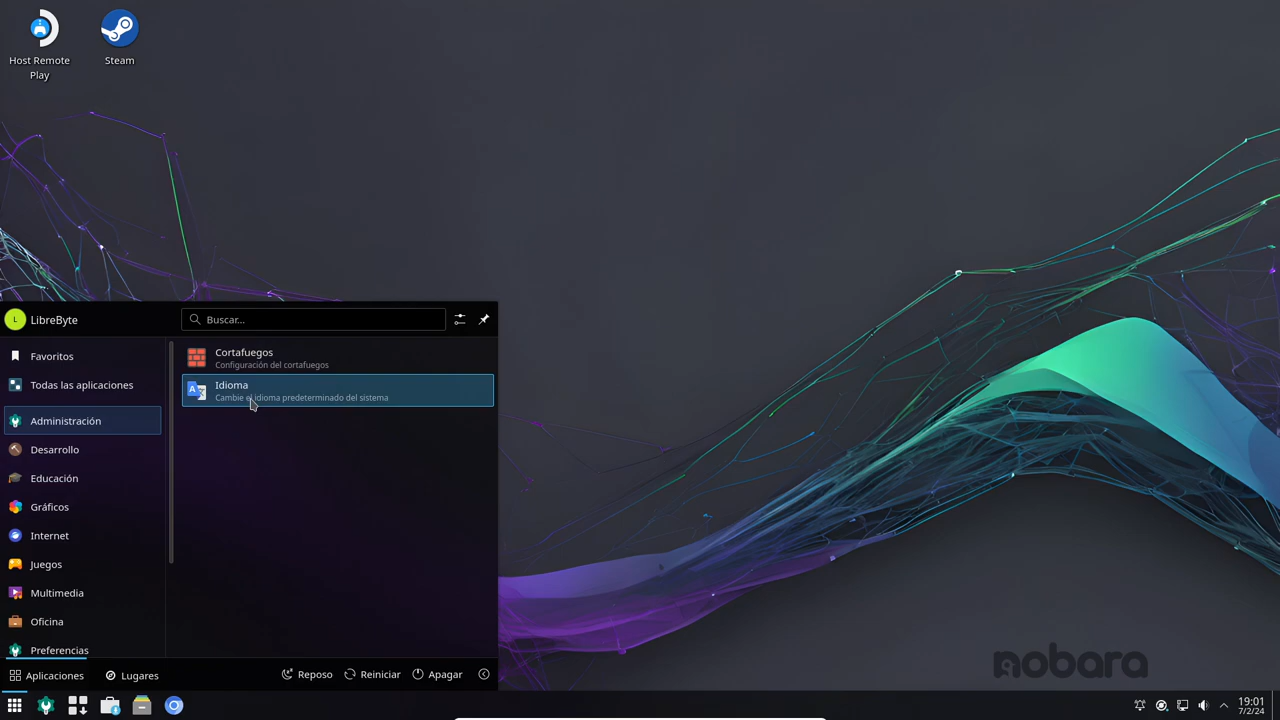 Host Remote
Play
Steam
L
LibreByte
Buscar...
Favoritos
Todas las aplicaciones
Administración
Desarrollo
Educación
Gráficos
Internet
Juegos
Multimedia
Oficina
Preferencias
Cortafuegos
Configuración del cortafuegos
Idioma
Cambie el idioma predeterminado del sistema
Aplicaciones
Lugares
Reposo
Reiniciar
Apagar
nobara
19:01
7/2/24